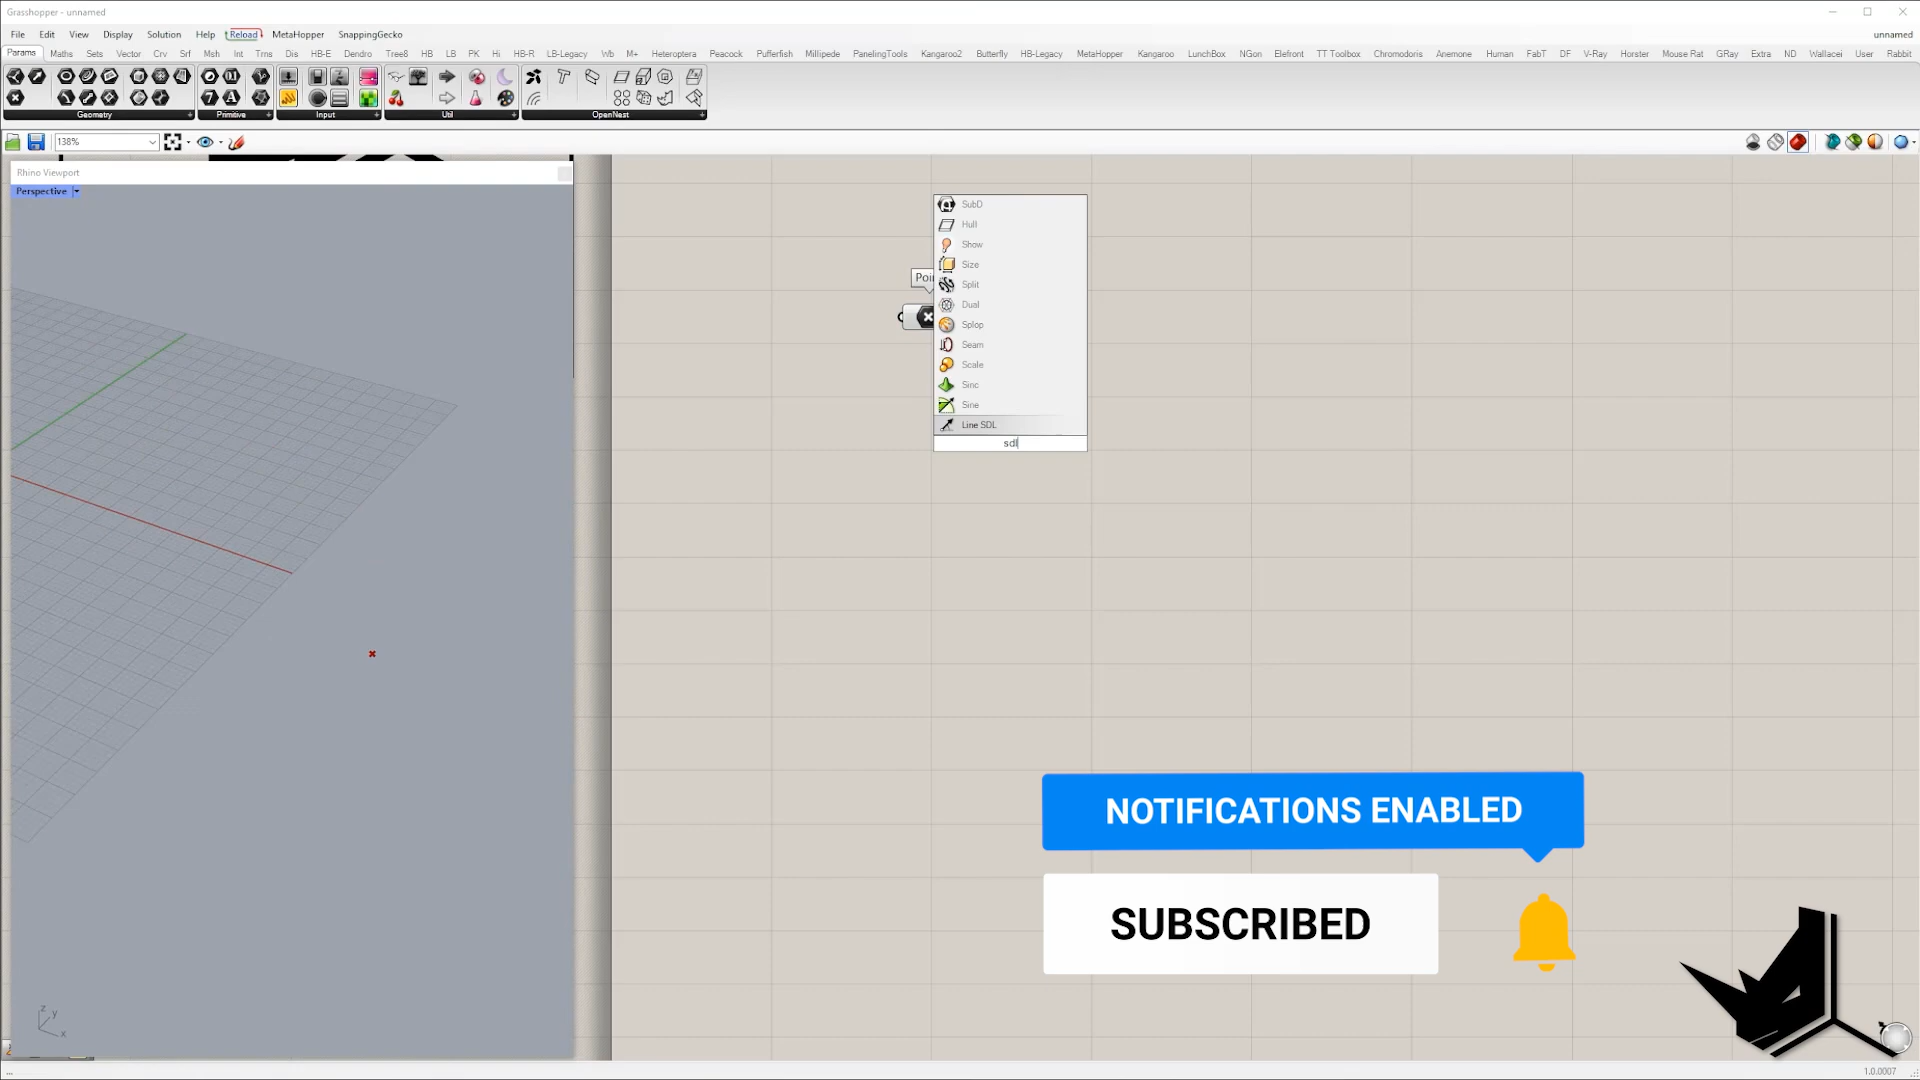 Grasshopper - unnamed
File Edit View Display Solution Help Reload MetaHopper SnappingGecko unnamed
Params Maths Sets Vector Crv Srf Msh Int Trns Dis HB-E Dendro Tree8 HB LB PK Hi HB-R LB-Legacy Wb M+ Heteroptera Peacock Pufferfish Millipede PanelingTools Kangaroo2 Butterfly HB-Legacy MetaHopper Kangaroo LunchBox NGon Elefront TT Toolbox Chromodoris Anemone Human FabT DF V-Ray Horster Mouse Rat GRay Extra ND Wallacei User Rabbit
Geometry Primitive Input Util OpenNest
138%
Rhino Viewport
Perspective
SubD
Hull
Show
Size
Split
Dual
Splop
Seam
Scale
Sinc
Sine
Line SDL
sdl
Poi
NOTIFICATIONS ENABLED
SUBSCRIBED
z
y
x
...
1.0.0007